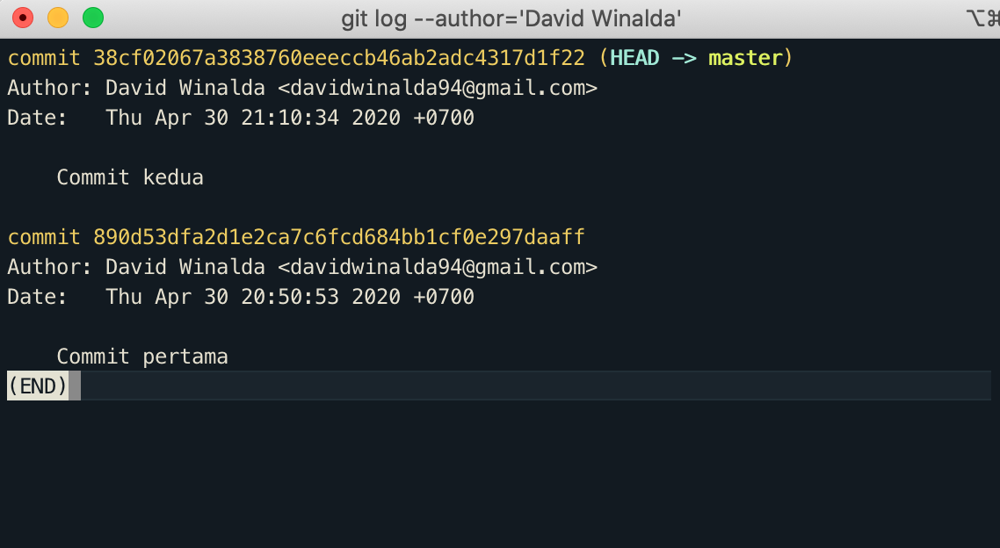 git log --author='David Winalda'
commit 38cf02067a3838760eeeccb46ab2adc4317d1f22 (HEAD -> master)
Author: David Winalda <davidwinalda94@gmail.com>
Date:   Thu Apr 30 21:10:34 2020 +0700
Commit kedua
commit 890d53dfa2d1e2ca7c6fcd684bb1cf0e297daaff
Author: David Winalda <davidwinalda94@gmail.com>
Date:   Thu Apr 30 20:50:53 2020 +0700
Commit pertama
(END)